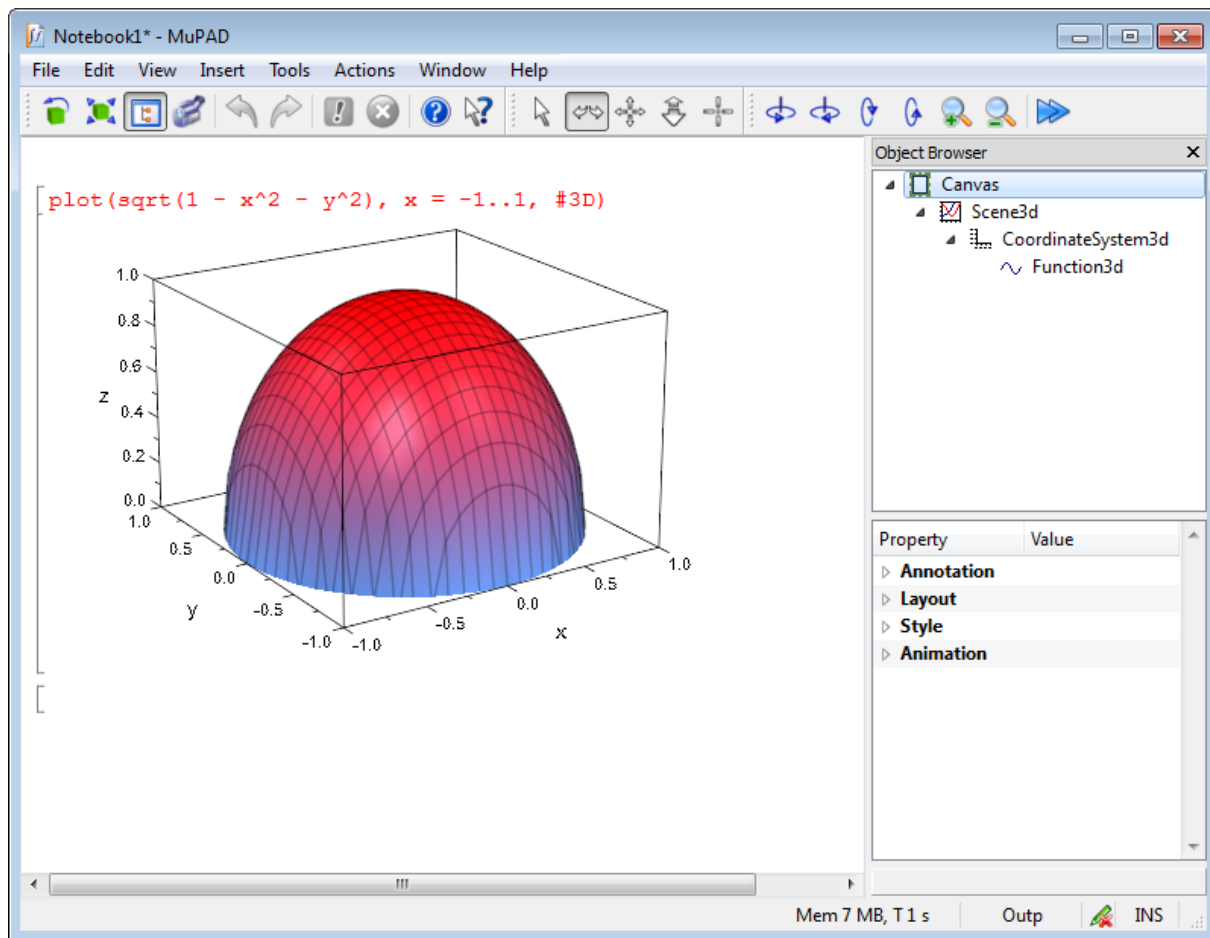 Notebook1* - MuPAD
File Edit View Insert Tools Actions Window Help
Object Browser
Canvas
Scene3d
CoordinateSystem3d
Function3d
plot(sqrt(1 - x^2 - y^2), x = -1..1, #3D)
1.0
0.8
0.6
z
0.4
0.2
0.0
1.0
0.5
0.0
y
-0.5
-1.0
-1.0
-0.5
0.0
x
0.5
1.0
Property Value
Annotation
Layout
Style
Animation
Mem 7 MB, T 1 s Outp INS